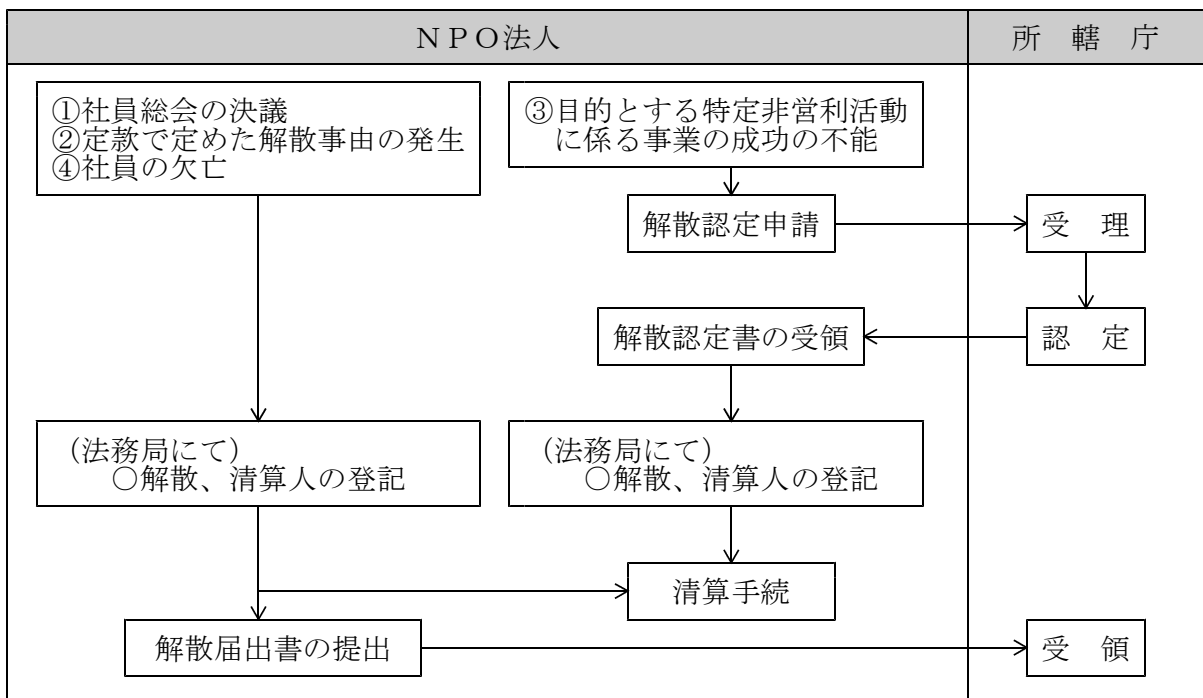 ＮＰＯ法人
所　轄　庁
①社員総会の決議
②定款で定めた解散事由の発生
④社員の欠亡
③目的とする特定非営利活動
に係る事業の成功の不能
解散認定申請
受　理
解散認定書の受領
認　定
（法務局にて）
○解散、清算人の登記
（法務局にて）
○解散、清算人の登記
清算手続
解散届出書の提出
受　領